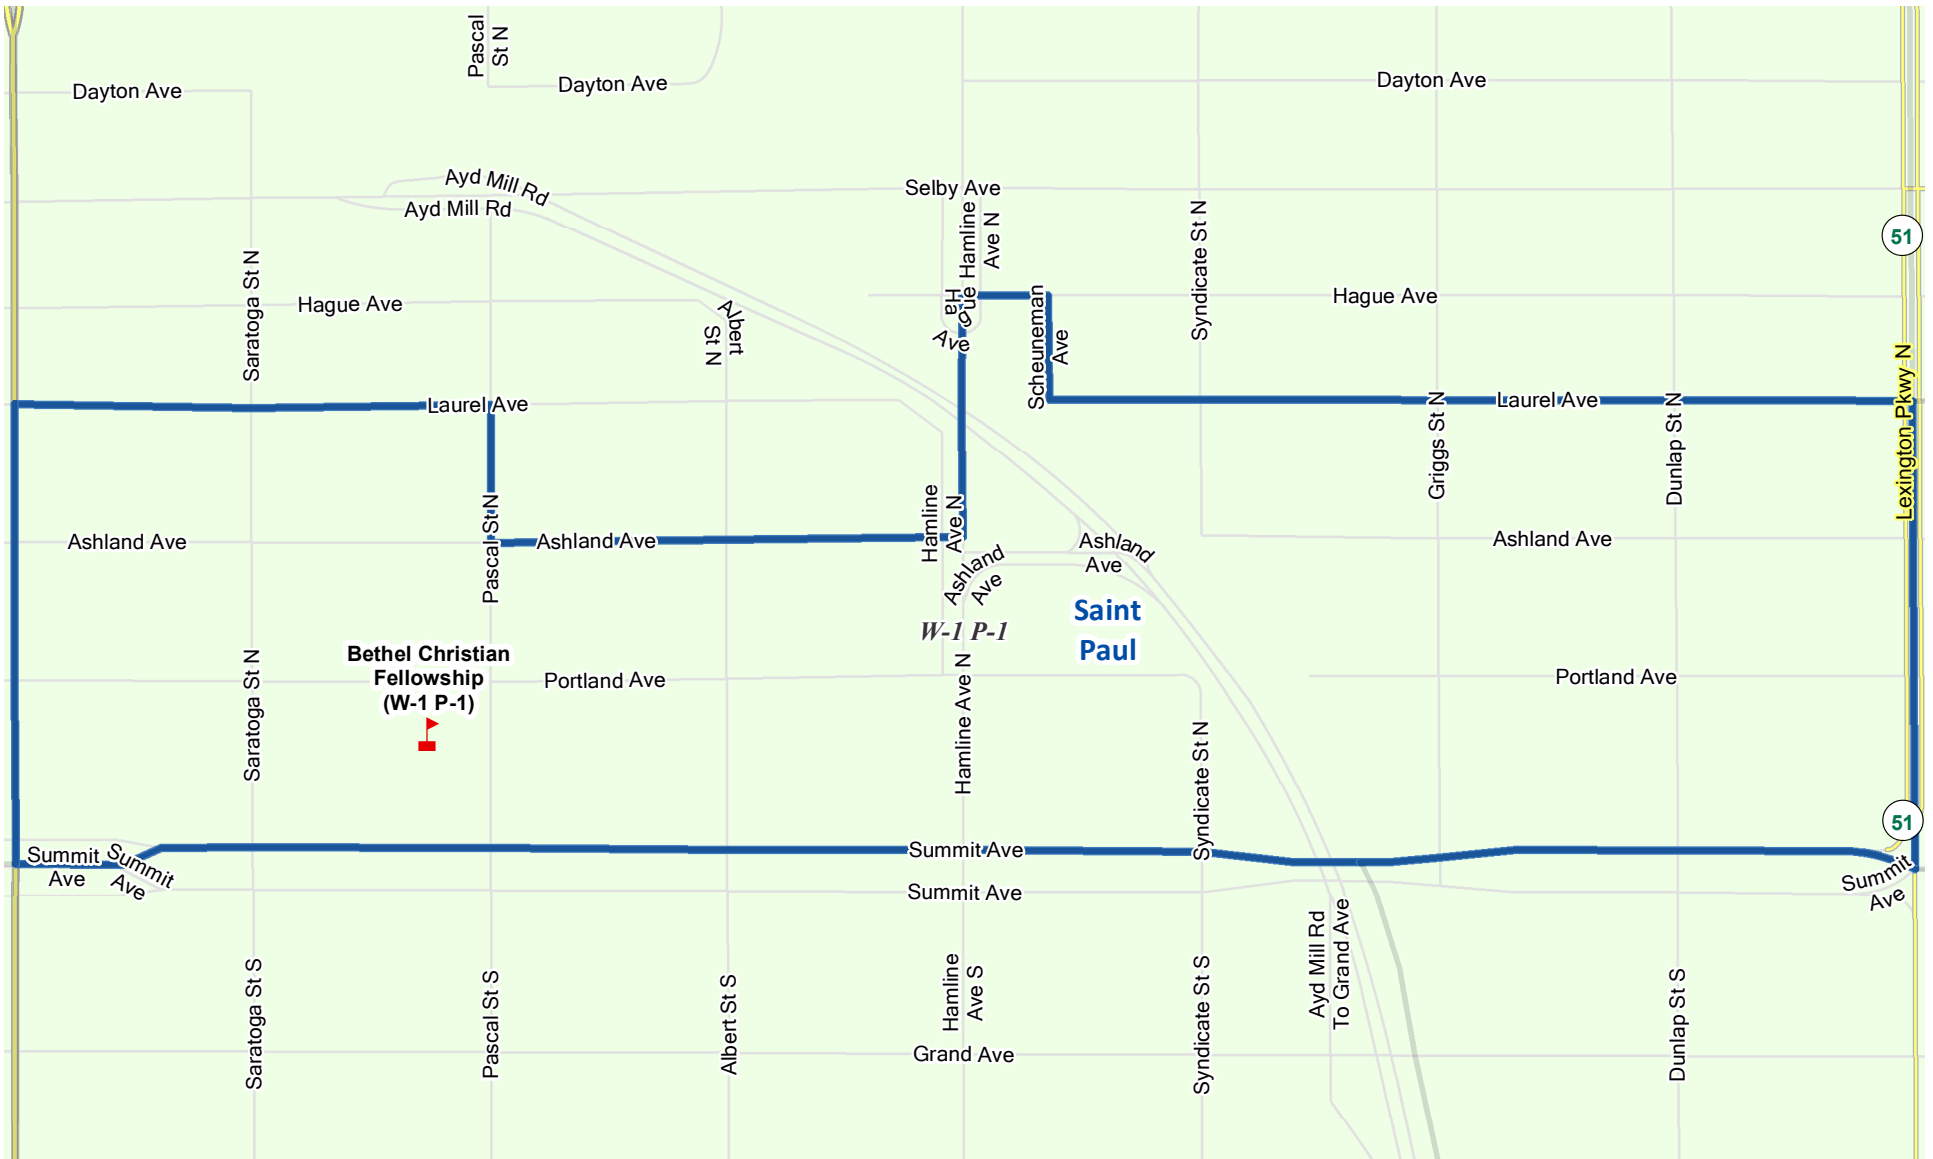 Pascal
St N
Dayton Ave
Dayton Ave
Dayton Ave
Ayd Mill Rd
Ayd Mill Rd
Selby Ave
Hamline
Ave N
Syndicate St N
51
Saratoga St N
Hague Ave
Albert
St N
Hague
Ave
Scheuneman
Ave
Hague Ave
Lexington Pkwy N
Laurel Ave
Laurel Ave
Griggs St N
Dunlap St N
Pascal St N
Ashland Ave
Ashland Ave
Hamline
Ave N
Ashland
Ave
Ashland
Ave
Ashland Ave
Saint
Paul
W-1 P-1
Bethel Christian
Fellowship
(W-1 P-1)
Saratoga St N
Portland Ave
Hamline Ave N
Portland Ave
Syndicate St N
51
Summit
Ave
Summit
Ave
Summit Ave
Summit Ave
Summit
Ave
Saratoga St S
Pascal St S
Albert St S
Hamline
Ave S
Syndicate St S
Ayd Mill Rd
To Grand Ave
Dunlap St S
Grand Ave